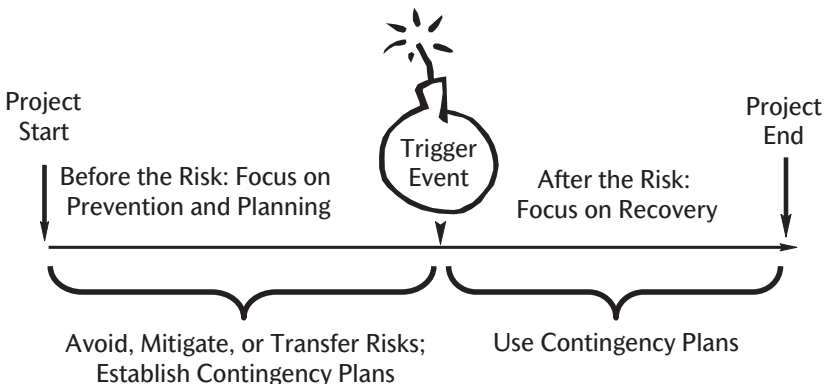 Project
Start
Before the Risk: Focus on
Prevention and Planning
Trigger
Event
After the Risk:
Focus on Recovery
Project
End
Avoid, Mitigate, or Transfer Risks;
Establish Contingency Plans
Use Contingency Plans